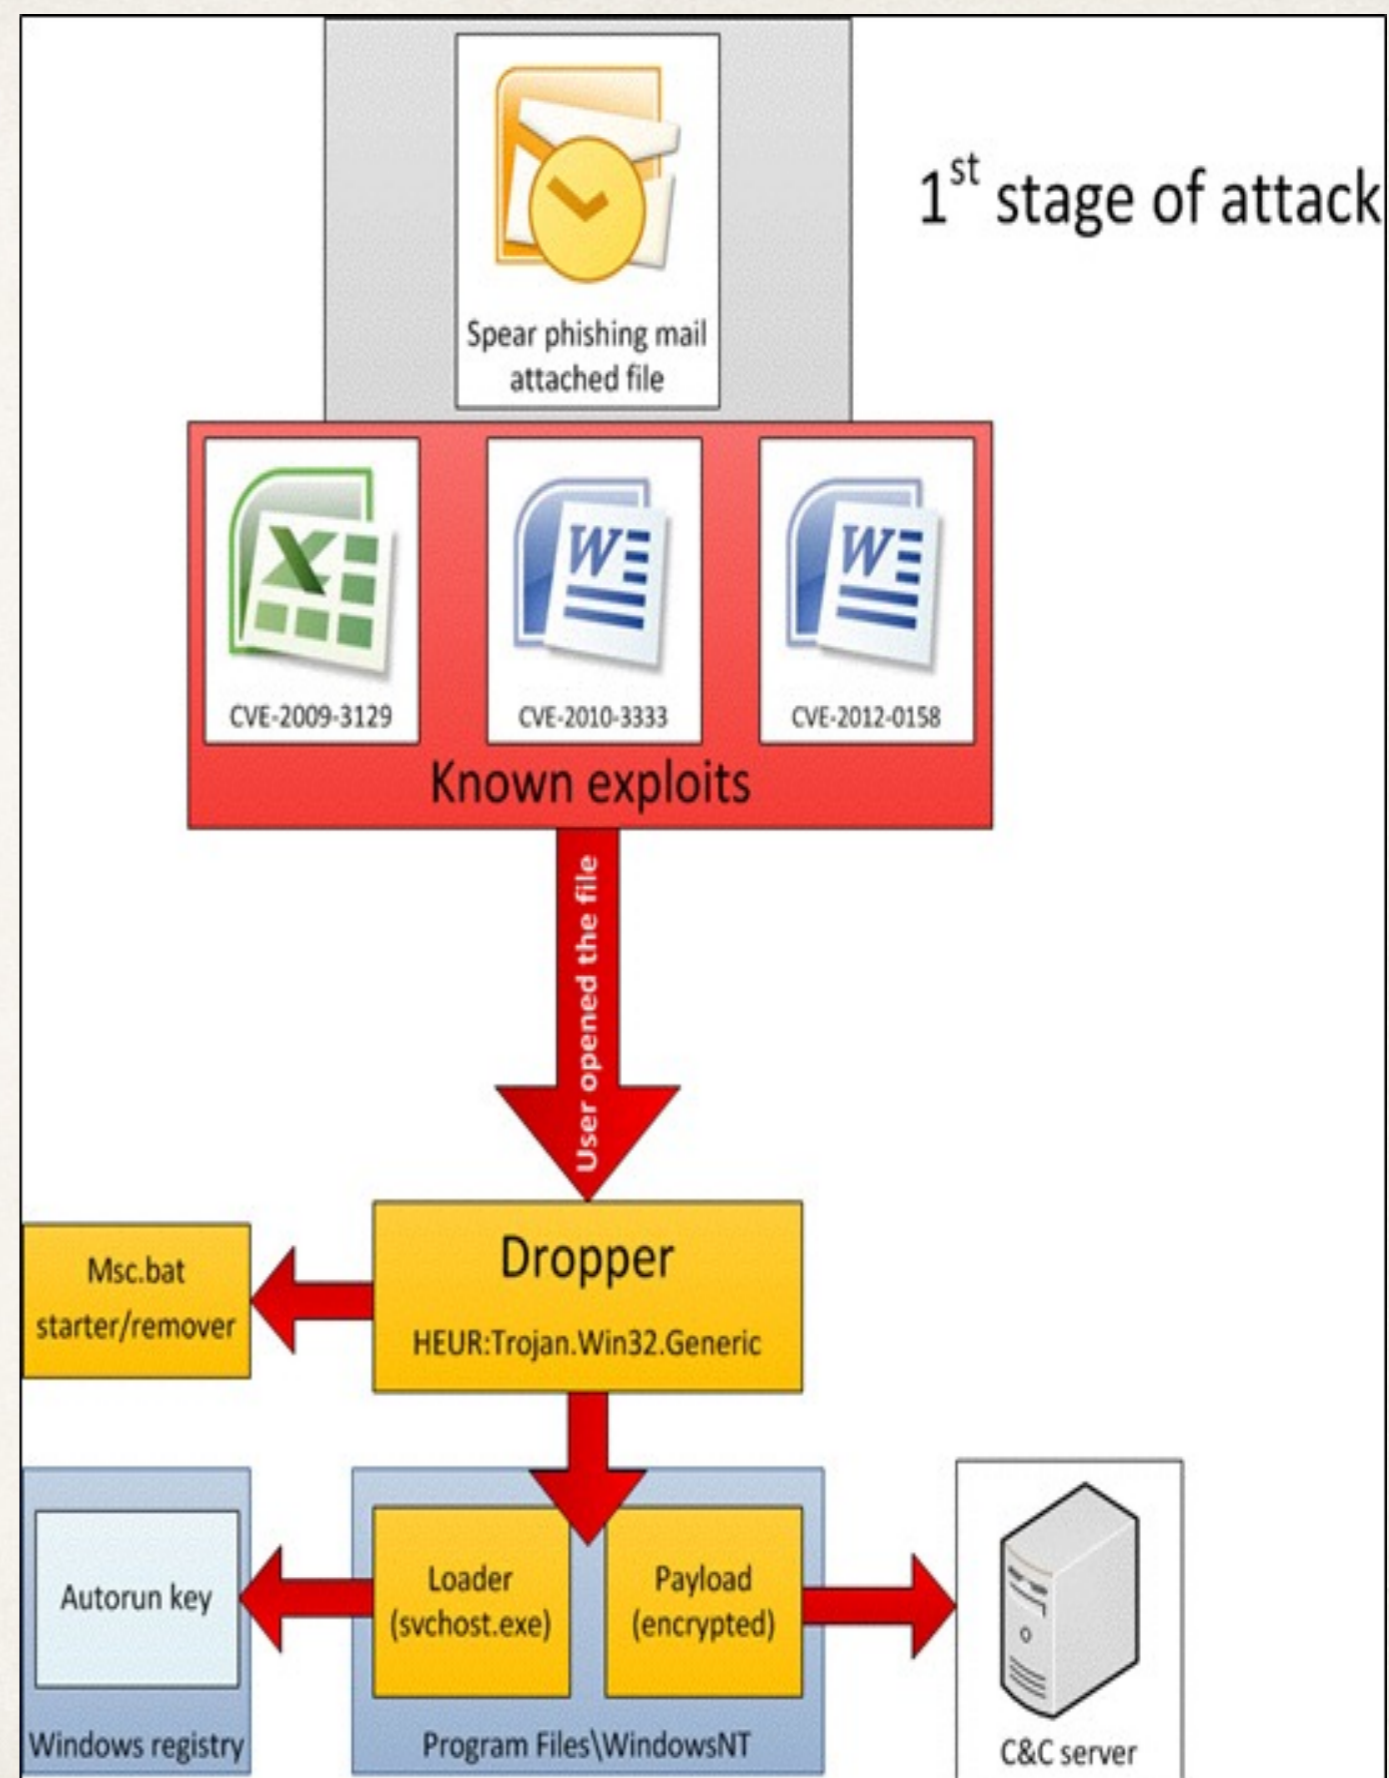 1st stage of attack
Spear phishing mail
attached file
CVE-2009-3129
CVE-2010-3333
CVE-2012-0158
Known exploits
User opened the file
Dropper
HEUR:Trojan.Win32.Generic
Msc.bat
starter/remover
Autorun key
Windows registry
Loader
(svchost.exe)
Payload
(encrypted)
Program Files\WindowsNT
C&C server